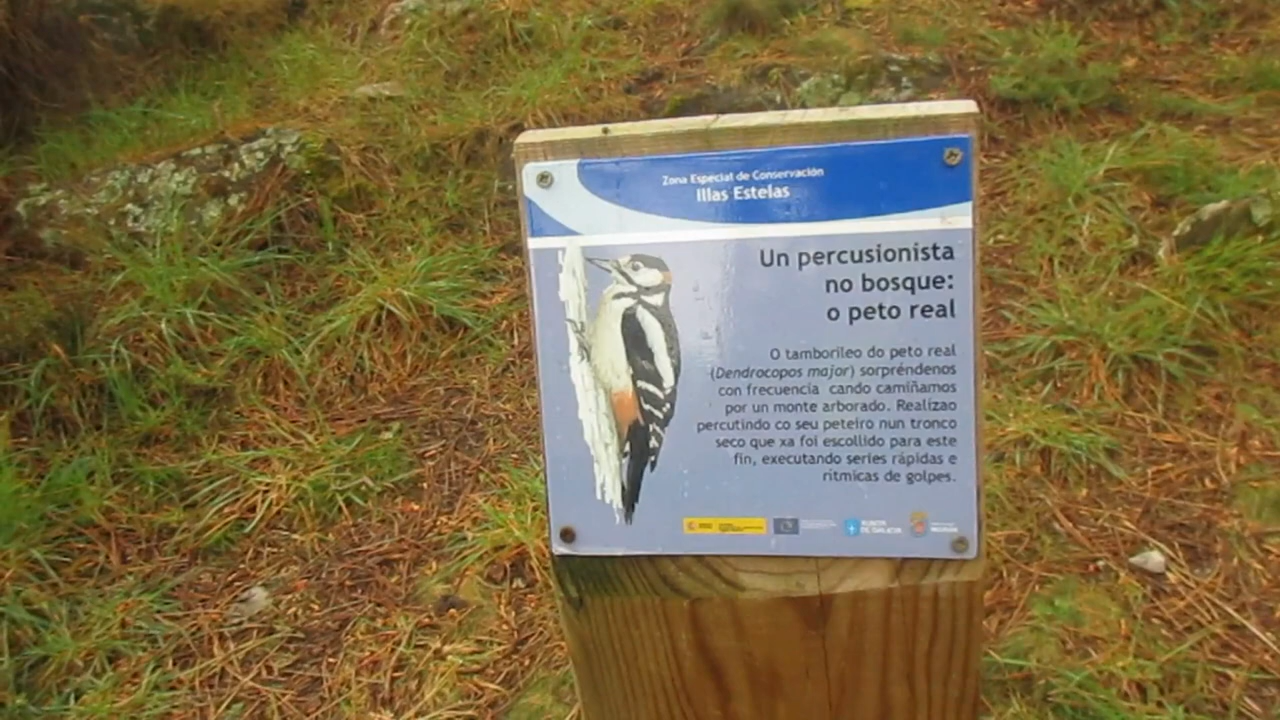 Zona Especial de Conservación
Illas Estelas
Un percusionista
no bosque:
o peto real
O tamborileo do peto real
(Dendrocopos major) sorpréndenos
con frecuencia cando camiñamos
por un monte arborado. Realizao
percutindo co seu peteiro nun tronco
seco que xa foi escollido para este
fin, executando series rápidas e
rítmicas de golpes.
XUNTA
DE GALICIA